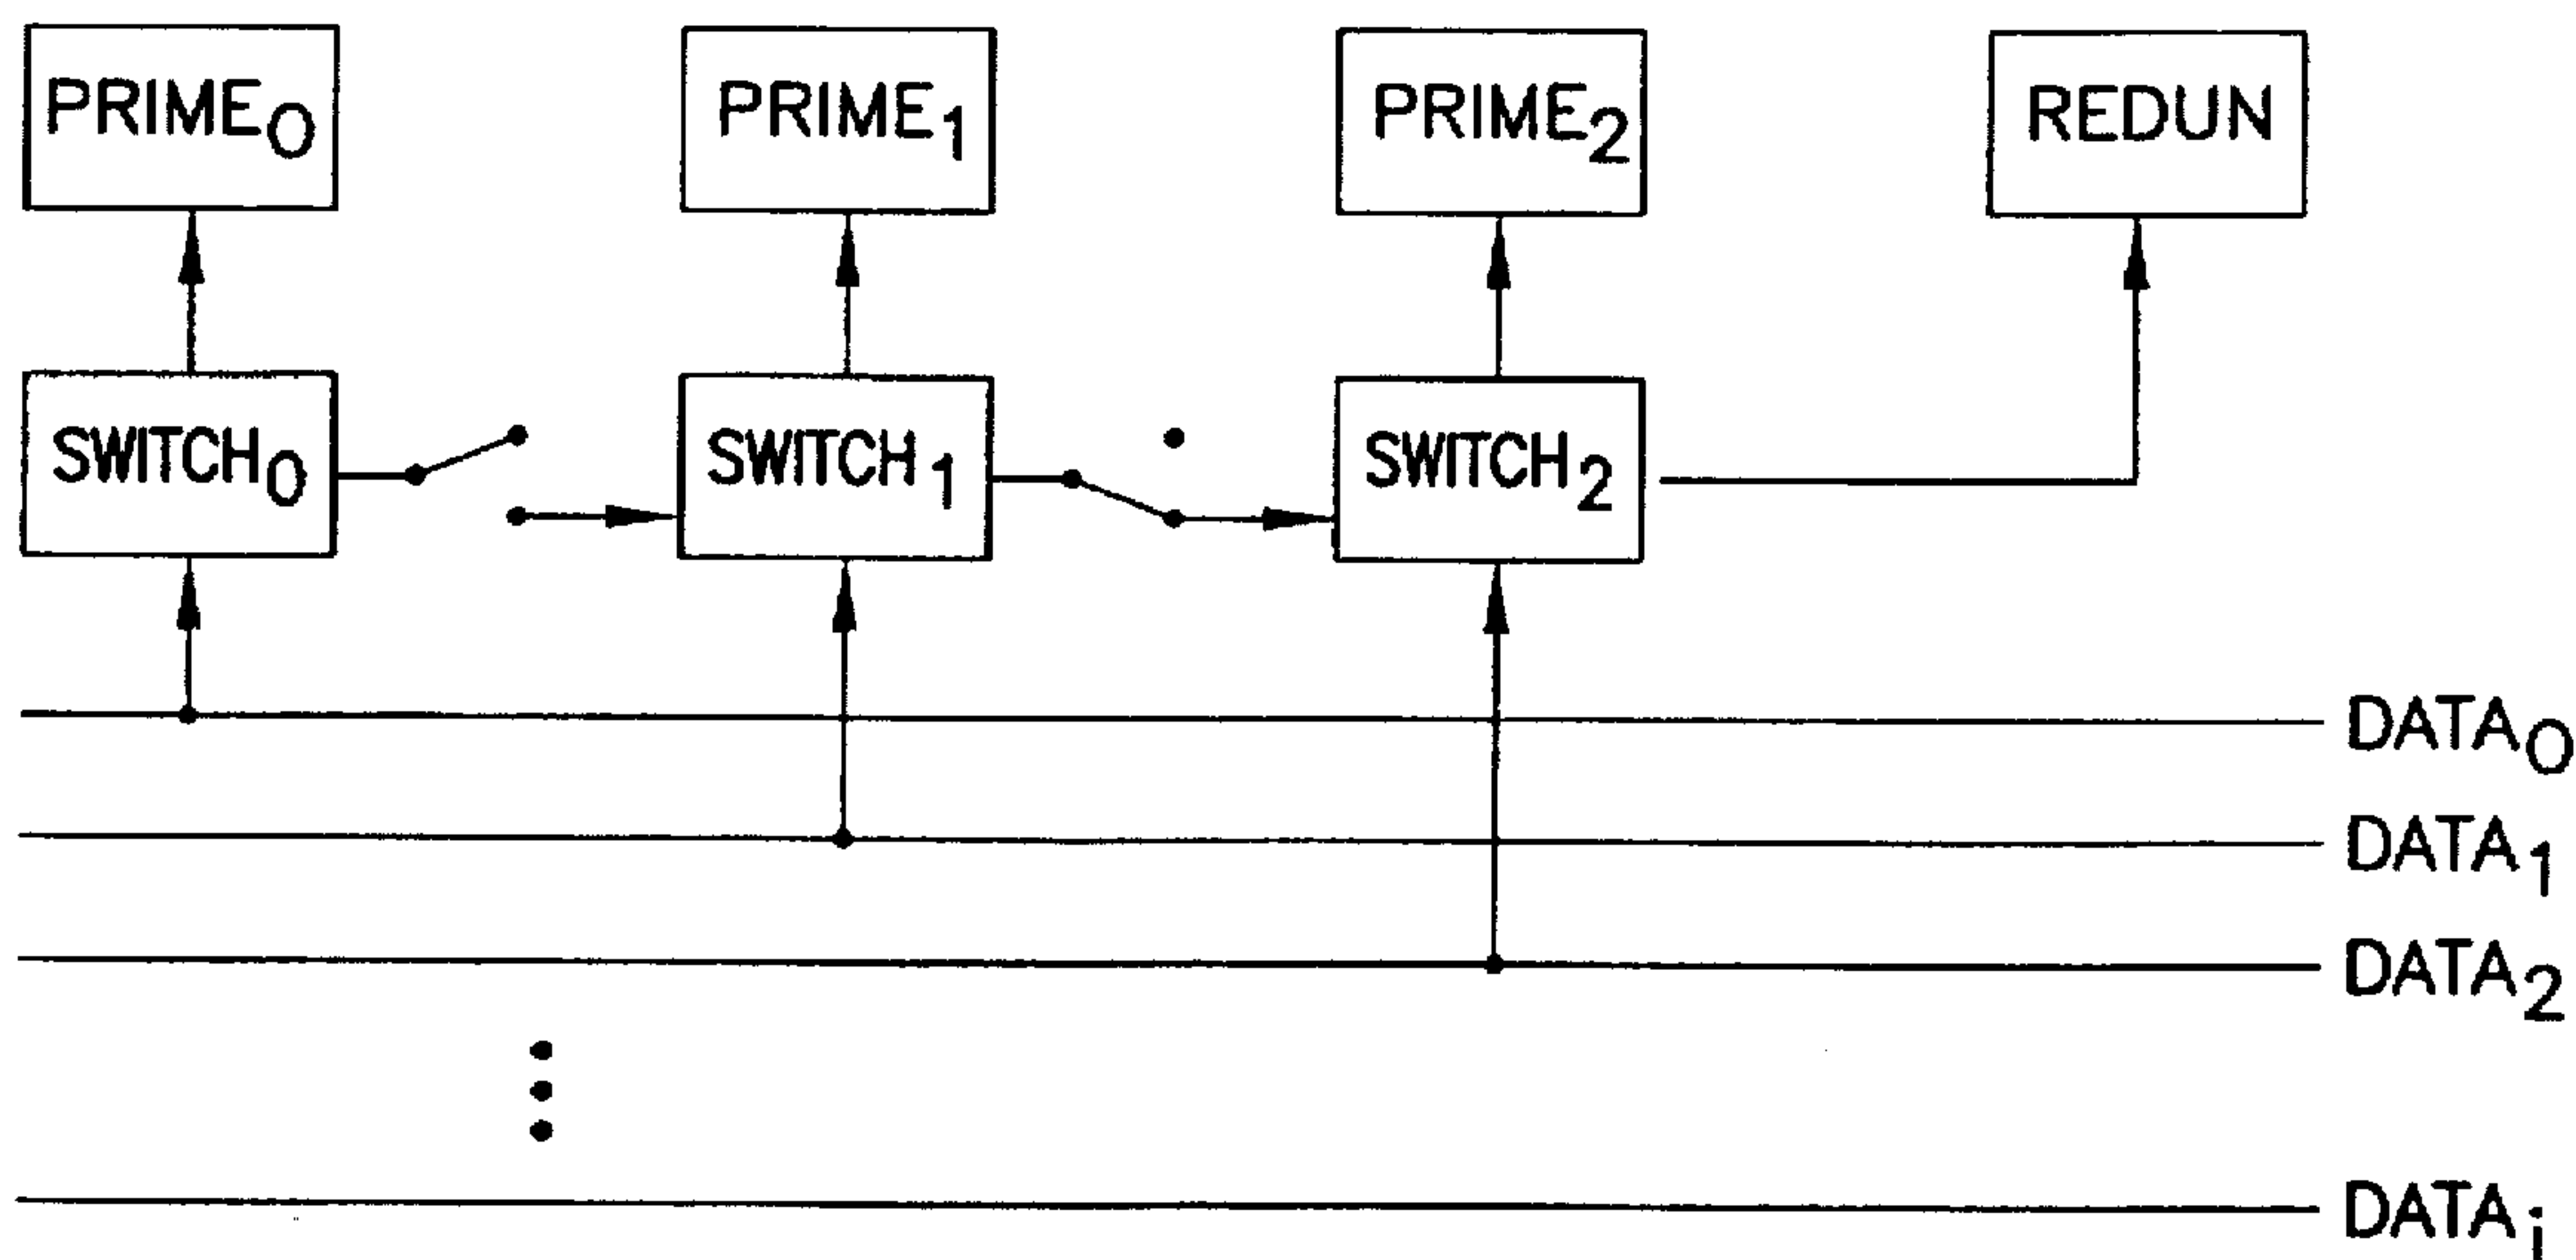 PRIME₀ PRIME₁ PRIME₂ REDUN
SWITCH₀ SWITCH₁ SWITCH₂
DATA₀
DATA₁
DATA₂
DATAᵢ